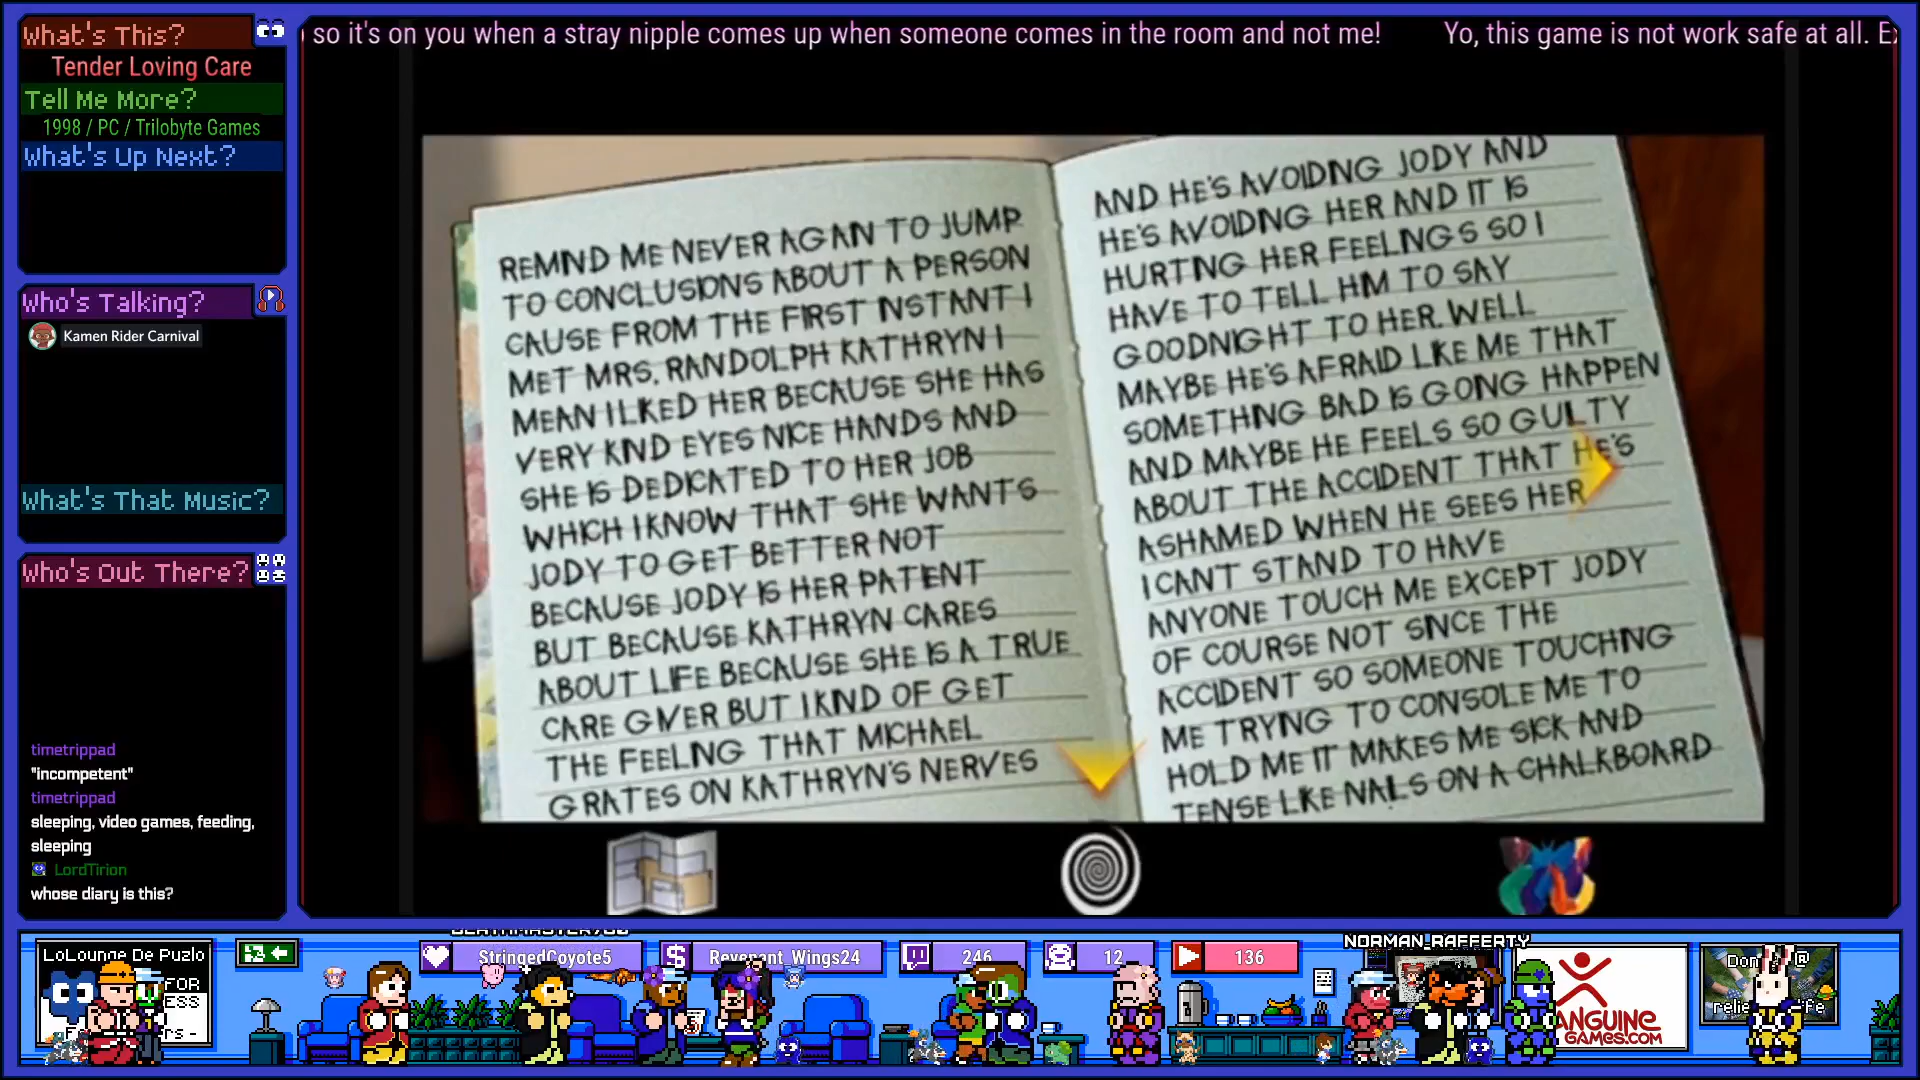 What's This?
Tender Loving Care
Tell Me More?
1998 / PC / Trilobyte Games
What's Up Next?
Who's Talking?
Kamen Rider Carnival
What's That Music?
Who's Out There?
timetrippad
"incompetent"
timetrippad
sleeping, video games, feeding,
sleeping
LordTirion
whose diary is this?
so it's on you when a stray nipple comes up when someone comes in the room and not me! Yo, this game is not work safe at all.
REMIND ME NEVER AGAIN TO JUMP
TO CONCLUSIONS ABOUT A PERSON
CAUSE FROM THE FIRST INSTANT I
MET MRS. RANDOLPH KATHRYN I
MEAN I LIKED HER BECAUSE SHE HAS
VERY KIND EYES NICE HANDS AND
SHE IS DEDICATED TO HER JOB
WHICH I KNOW THAT SHE WANTS
JODY TO GET BETTER NOT
BECAUSE JODY IS HER PATIENT
BUT BECAUSE KATHRYN CARES
ABOUT LIFE BECAUSE SHE IS A TRUE
CARE GIVER BUT I KIND OF GET
THE FEELING THAT MICHAEL
GRATES ON KATHRYN'S NERVES
AND HE'S AVOIDING JODY AND
HE'S AVOIDING HER AND IT IS
HURTING HER FEELINGS SO I
HAVE TO TELL HIM TO SAY
GOODNIGHT TO HER. WELL
MAYBE HE'S AFRAID LIKE ME THAT
SOMETHING BAD IS GOING HAPPEN
AND MAYBE HE FEELS SO GUILTY
ABOUT THE ACCIDENT THAT HE'S
ASHAMED WHEN HE SEES HER
I CANT STAND TO HAVE
ANYONE TOUCH ME EXCEPT JODY
OF COURSE NOT SINCE THE
ACCIDENT SO SOMEONE TOUCHING
ME TRYING TO CONSOLE ME TO
HOLD ME IT MAKES ME SICK AND
TENSE LIKE NAILS ON A CHALKBOARD
LoLounge De Puzlo
FOR
StringedCoyote5
Revenant_Wings24
246
12
136
NORMAN_RAFFERTY
ANGUINE
GAMES.COM